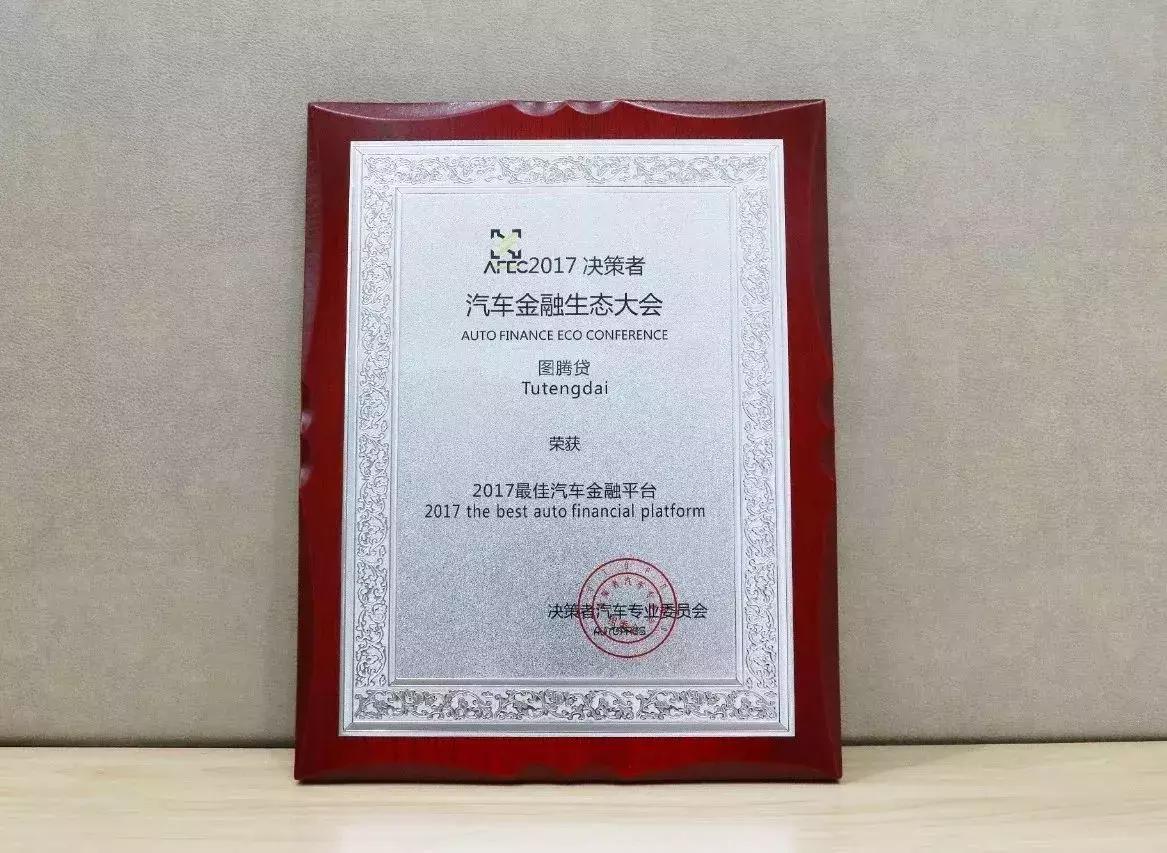 AFEC2017 决策者
汽车金融生态大会
AUTO FINANCE ECO CONFERENCE
图腾贷
Tutengdai
荣获
2017最佳汽车金融平台
2017 the best auto financial platform
决策者汽车专业委员会